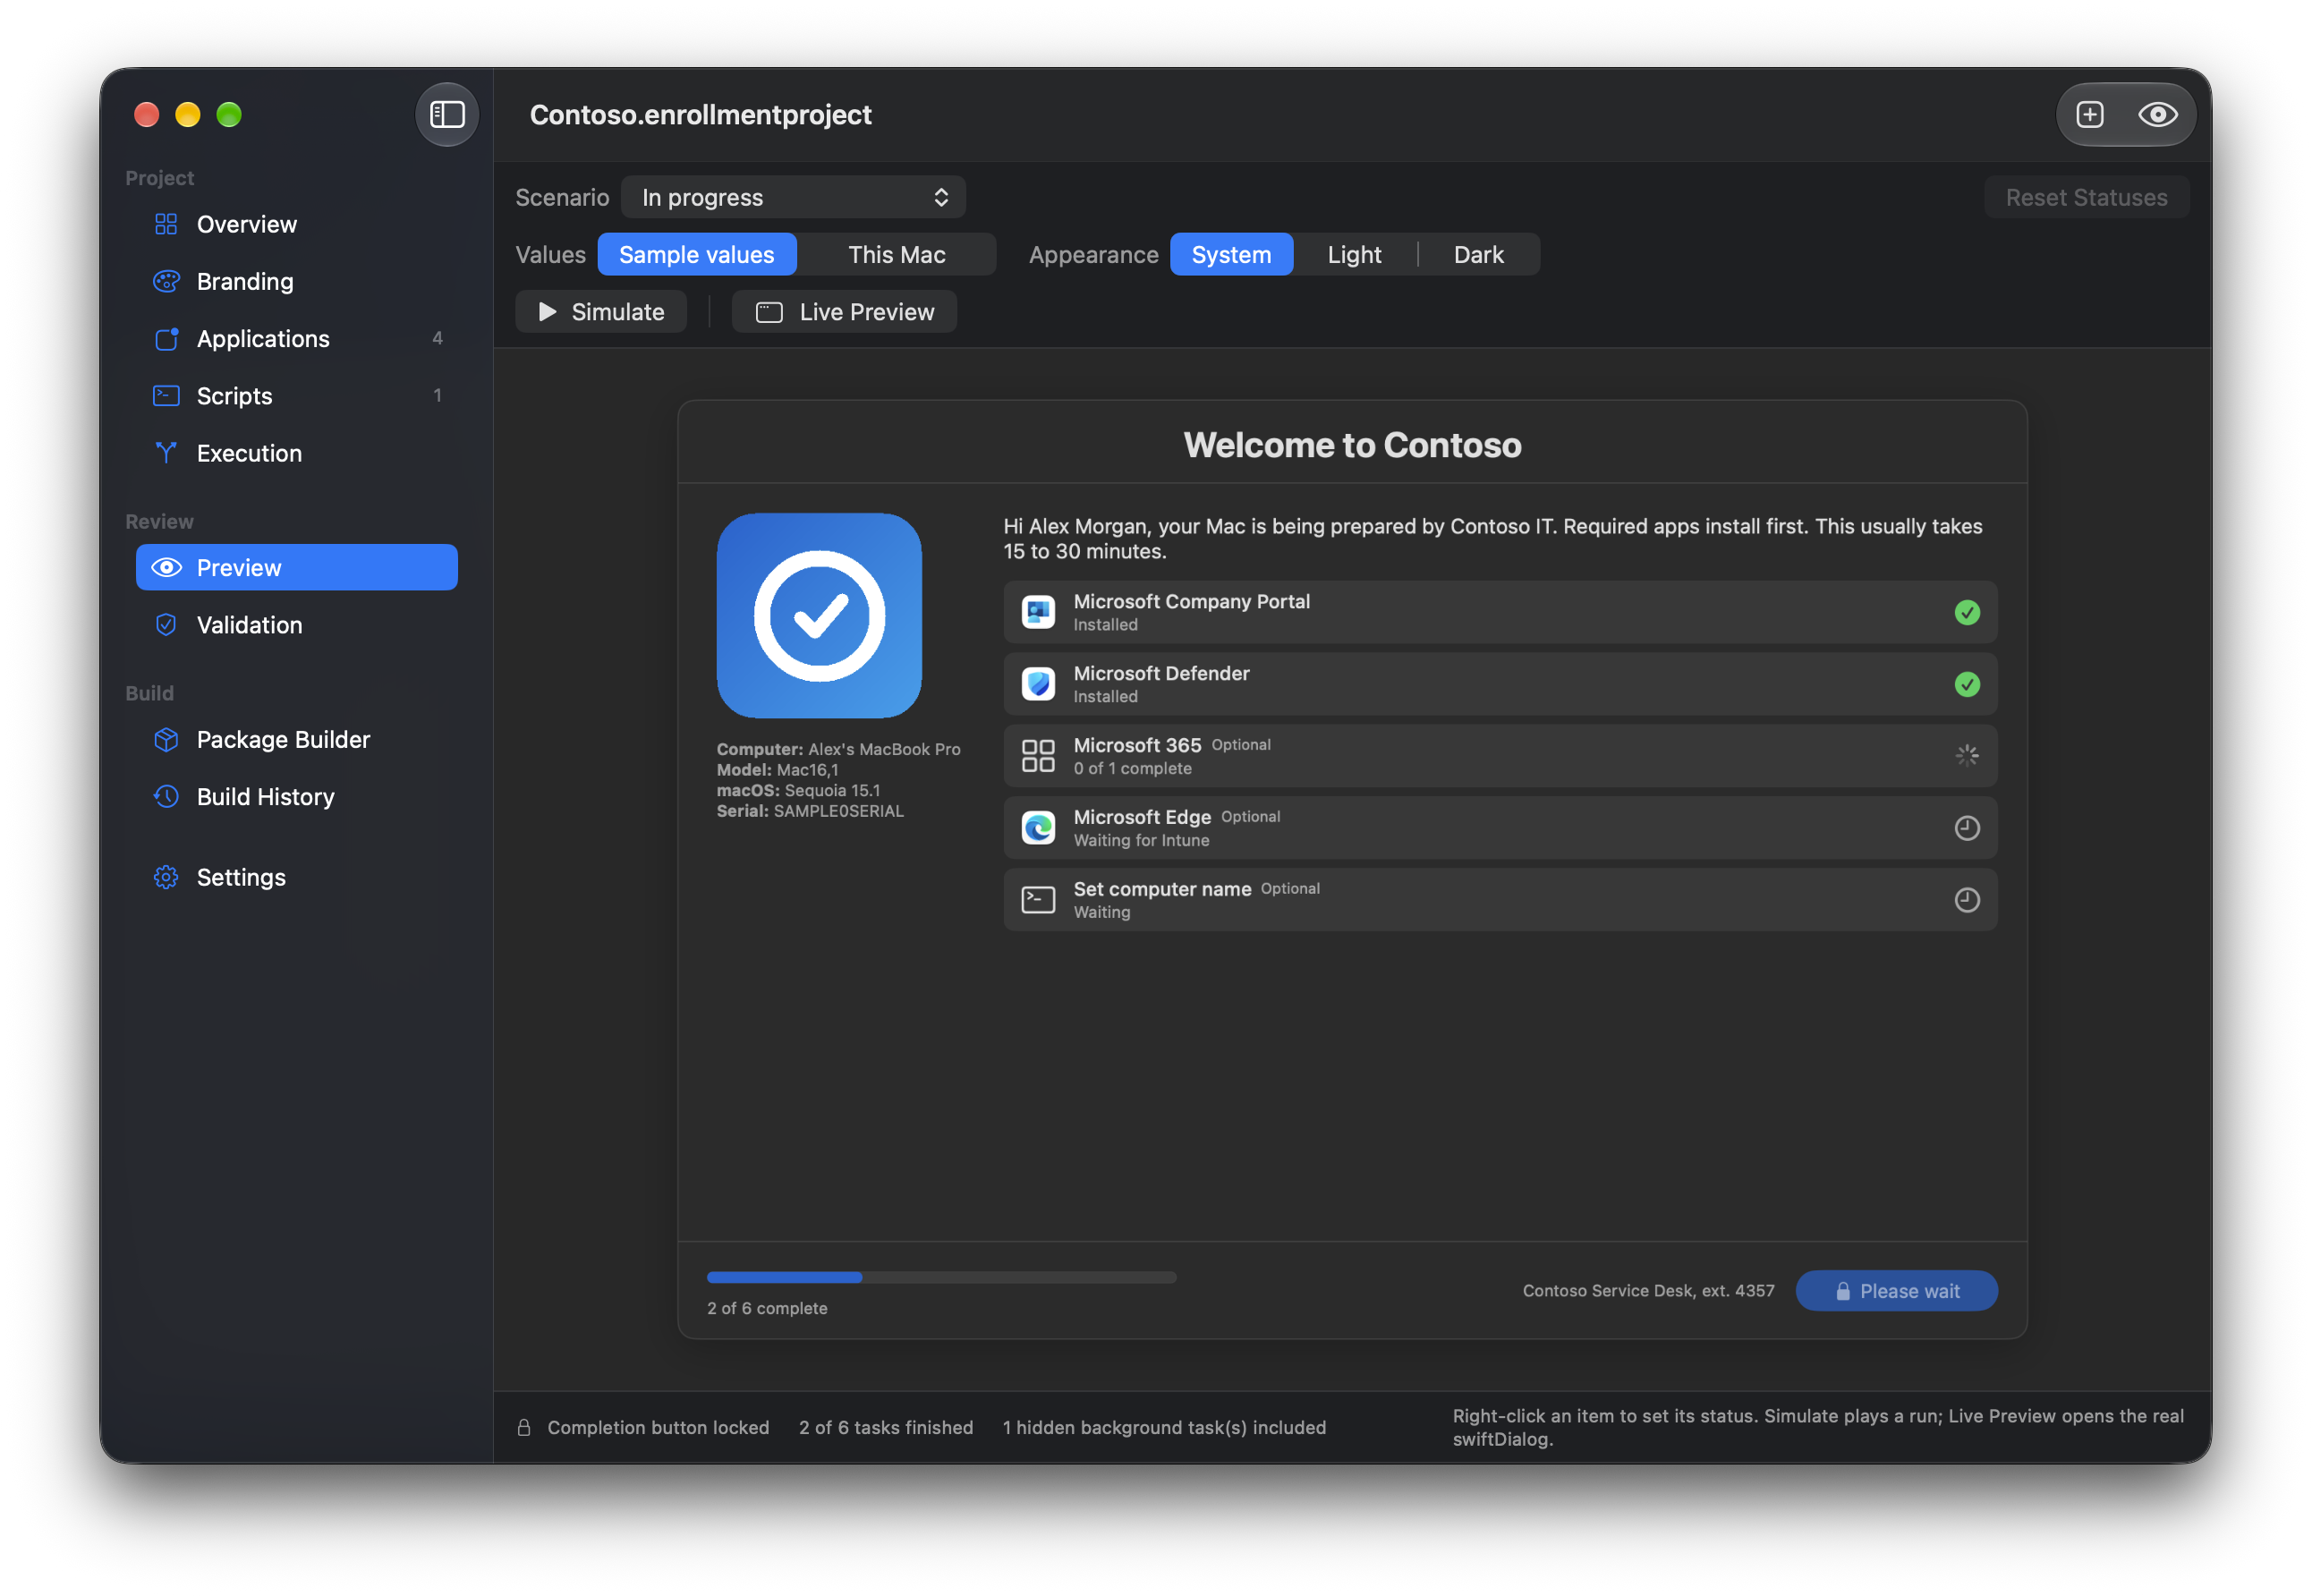 Contoso.enrollmentproject
Project
Overview
Branding
Applications 4
Scripts 1
Execution
Review
Preview
Validation
Build
Package Builder
Build History
Settings
Scenario In progress Reset Statuses
Values Sample values This Mac Appearance System Light Dark
Simulate Live Preview
Welcome to Contoso
Computer: Alex's MacBook Pro
Model: Mac16,1
macOS: Sequoia 15.1
Serial: SAMPLE0SERIAL
Hi Alex Morgan, your Mac is being prepared by Contoso IT. Required apps install first. This usually takes
15 to 30 minutes.
Microsoft Company Portal
Installed
Microsoft Defender
Installed
Microsoft 365 Optional
0 of 1 complete
Microsoft Edge Optional
Waiting for Intune
Set computer name Optional
Waiting
2 of 6 complete
Contoso Service Desk, ext. 4357 Please wait
Completion button locked 2 of 6 tasks finished 1 hidden background task(s) included
Right-click an item to set its status. Simulate plays a run; Live Preview opens the real
swiftDialog.